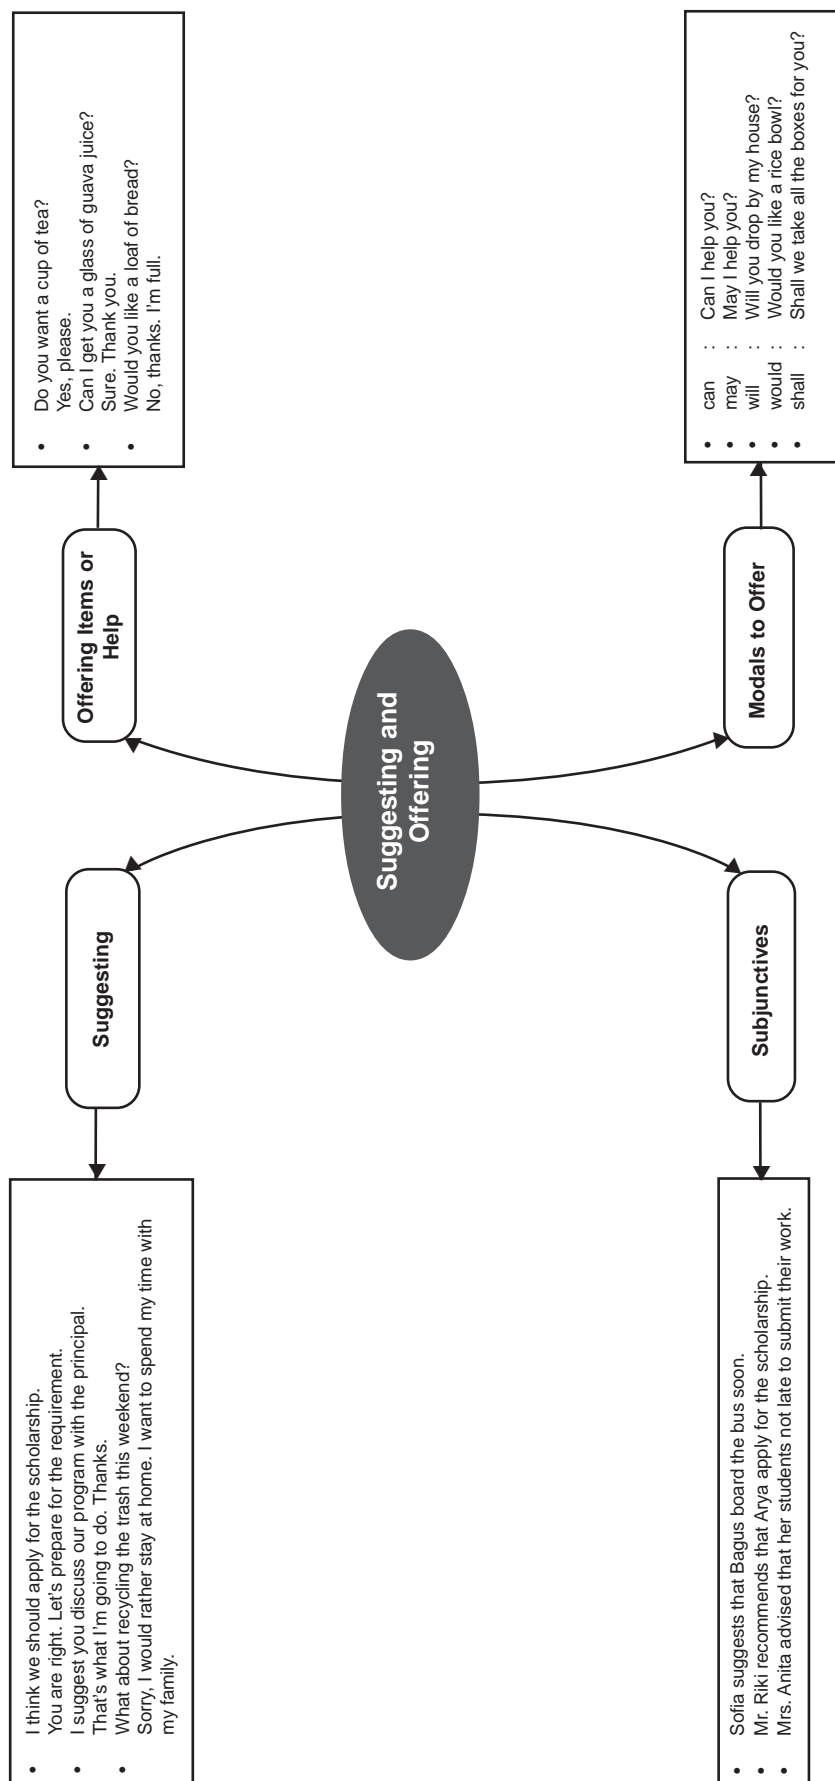 Suggesting and
Offering
Suggesting
• I think we should apply for the scholarship.
You are right. Let’s prepare for the requirement.
• I suggest you discuss our program with the principal.
That’s what I’m going to do. Thanks.
• What about recycling the trash this weekend?
Sorry, I would rather stay at home. I want to spend my time with
my family.
Offering Items or
Help
• Do you want a cup of tea?
Yes, please.
• Can I get you a glass of guava juice?
Sure. Thank you.
• Would you like a loaf of bread?
No, thanks. I’m full.
Subjunctives
• Sofia suggests that Bagus board the bus soon.
• Mr. Riki recommends that Arya apply for the scholarship.
• Mrs. Anita advised that her students not late to submit their work.
Modals to Offer
• can : Can I help you?
• may : May I help you?
• will : Will you drop by my house?
• would : Would you like a rice bowl?
• shall : Shall we take all the boxes for you?